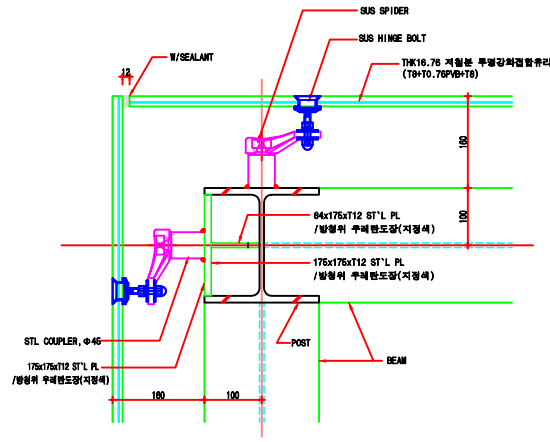 SUS SPIDER
SUS HINGE BOLT
W/SEALANT
THK16.76 저철분 투명강화접합유리
(T8+T0.76PVB+T8)
12
160
100
64x175xT12 ST`L PL
/방청위 우레탄도장(지정색)
175x175xT12 ST`L PL
/방청위 우레탄도장(지정색)
STL COUPLER, Φ45
POST
BEAM
175x175xT12 ST`L PL
/방청위 우레탄도장(지정색)
160
100